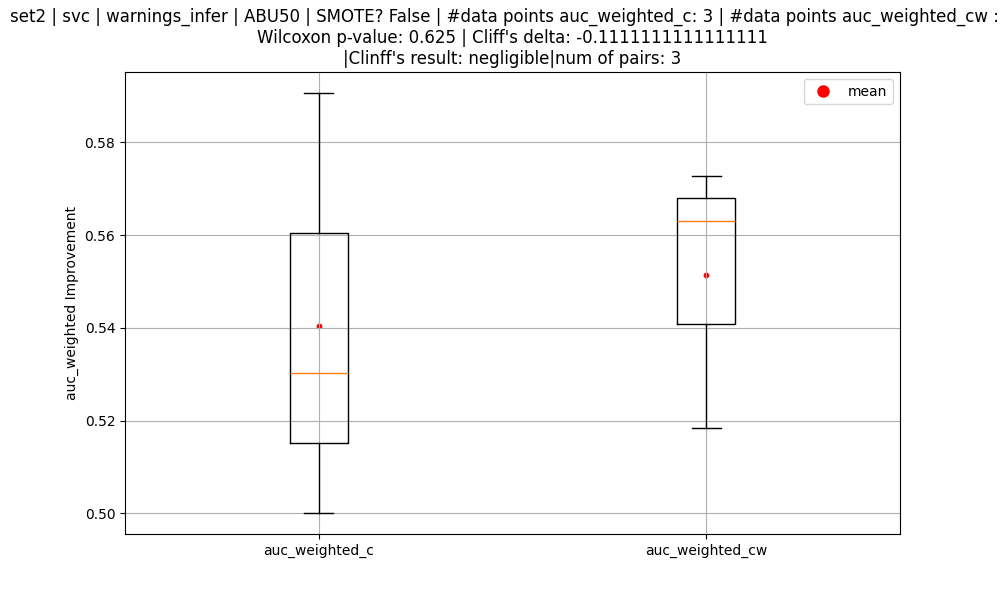 set2 | svc | warnings_infer | ABU50 | SMOTE? False | #data points auc_weighted_c: 3 | #data points auc_weighted_cw :
Wilcoxon p-value: 0.625 | Cliff's delta: -0.1111111111111111
|Clinff's result: negligible|num of pairs: 3
mean
0.58
0.56
0.54
0.52
0.50
auc_weighted Improvement
auc_weighted_c
auc_weighted_cw